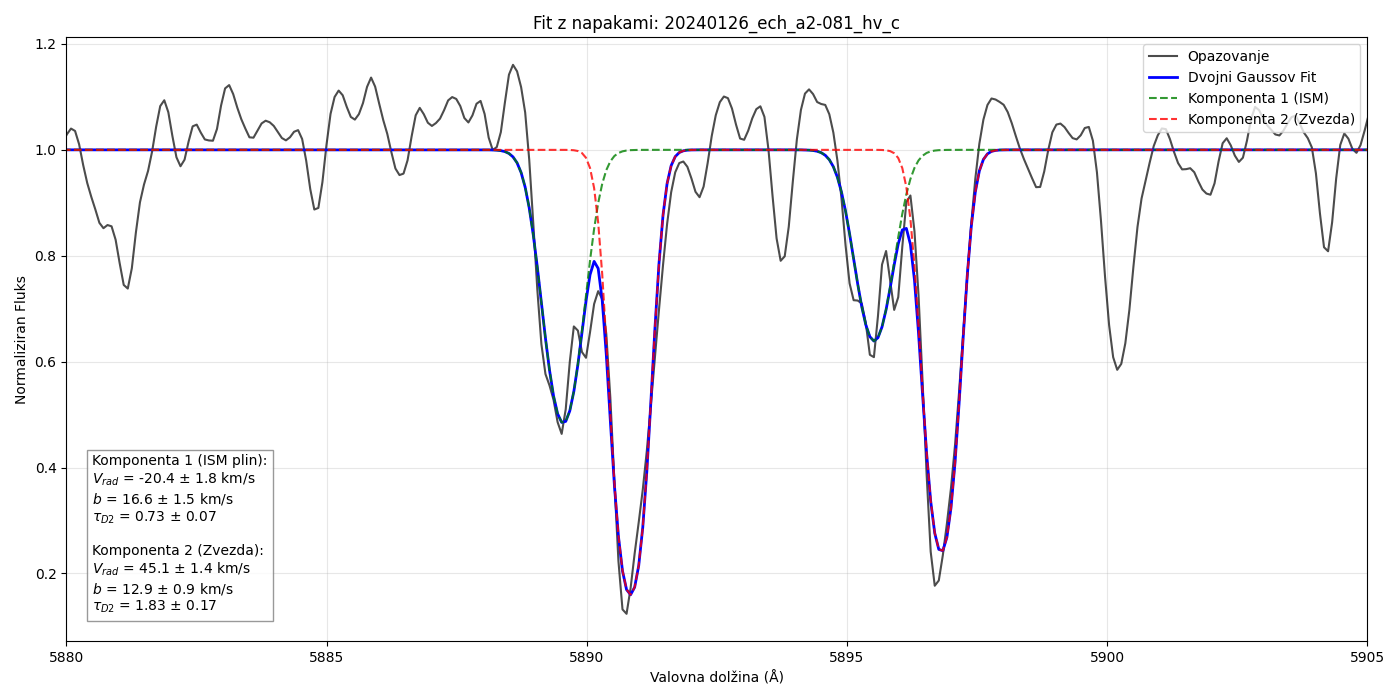 Fit z napakami: 20240126_ech_a2-081_hv_c
Normaliziran Fluks
1.2
1.0
0.8
0.6
0.4
0.2
Opazovanje
Dvojni Gaussov Fit
Komponenta 1 (ISM)
Komponenta 2 (Zvezda)
Komponenta 1 (ISM plin):
V_rad = -20.4 ± 1.8 km/s
b = 16.6 ± 1.5 km/s
τ_D2 = 0.73 ± 0.07
Komponenta 2 (Zvezda):
V_rad = 45.1 ± 1.4 km/s
b = 12.9 ± 0.9 km/s
τ_D2 = 1.83 ± 0.17
5880 5885 5890 5895 5900 5905
Valovna dolžina (Å)